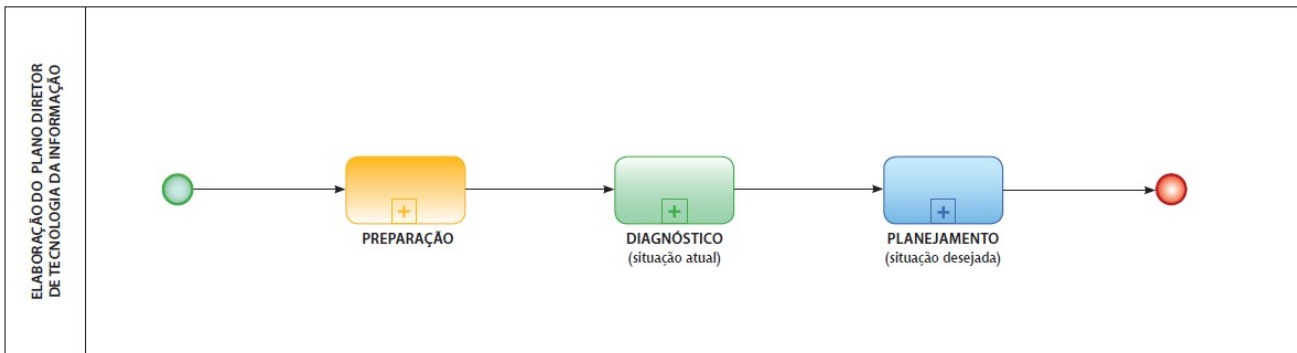 ELABORAÇÃO DO PLANO DIRETOR
DE TECNOLOGIA DA INFORMAÇÃO
PREPARAÇÃO
DIAGNÓSTICO
(situação atual)
PLANEJAMENTO
(situação desejada)